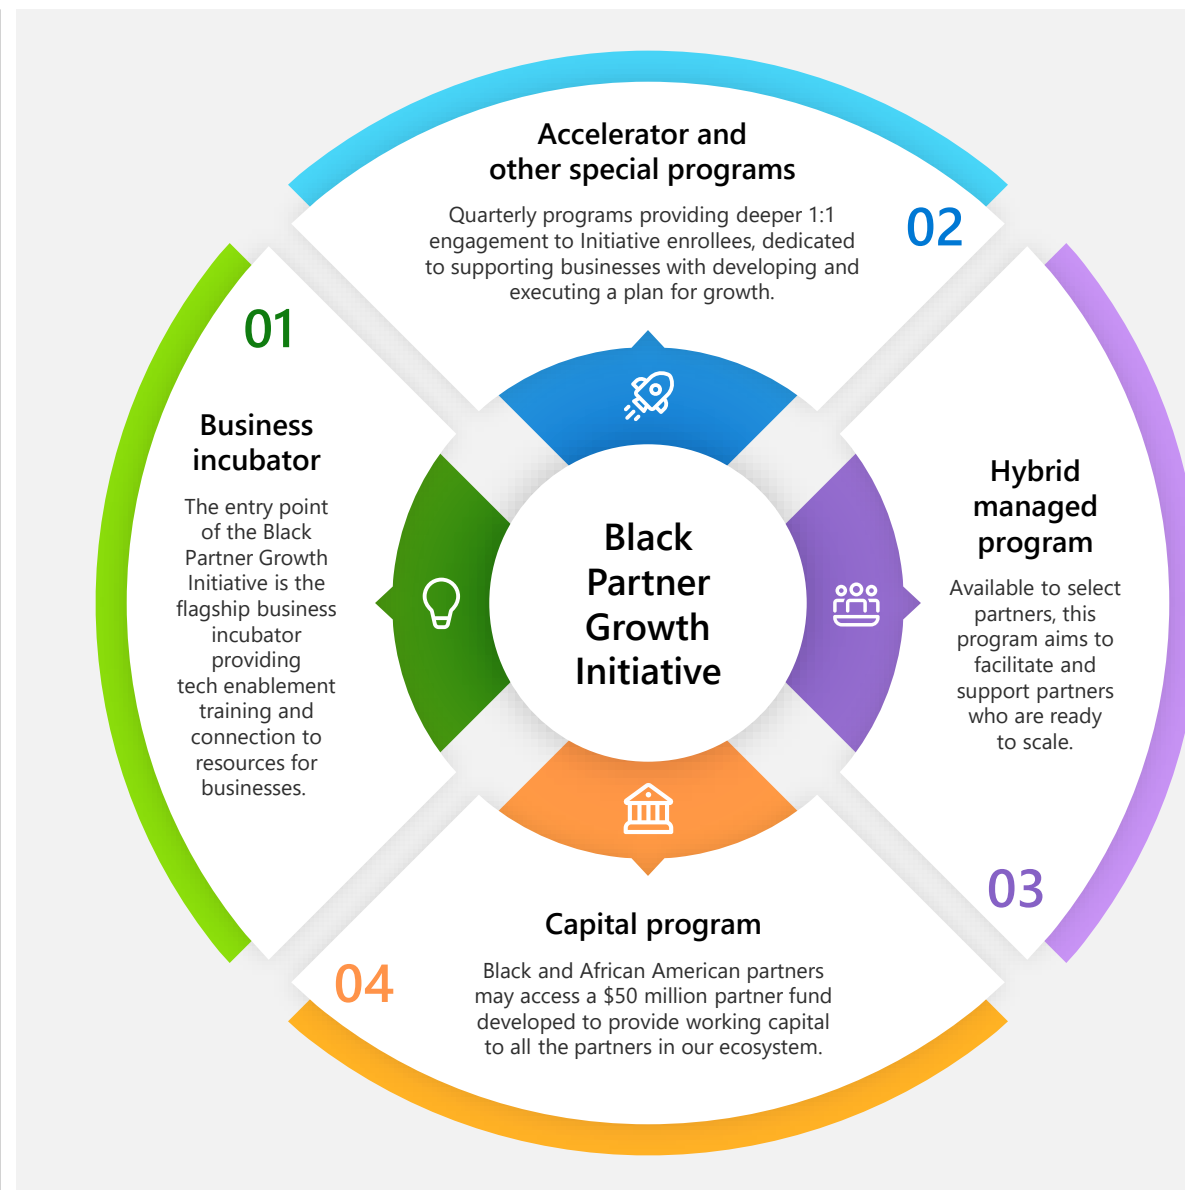 01
Business
incubator
The entry point
of the Black
Partner Growth
Initiative is the
flagship business
incubator
providing
tech enablement
training and
connection to
resources for
businesses.
Accelerator and
other special programs
Quarterly programs providing deeper 1:1
engagement to Initiative enrollees, dedicated
to supporting businesses with developing and
executing a plan for growth.
02
Hybrid
managed
program
Available to select
partners, this
program aims to
facilitate and
support partners
who are ready
to scale.
03
Capital program
04
Black and African American partners
may access a $50 million partner fund
developed to provide working capital
to all the partners in our ecosystem.
Black
Partner
Growth
Initiative